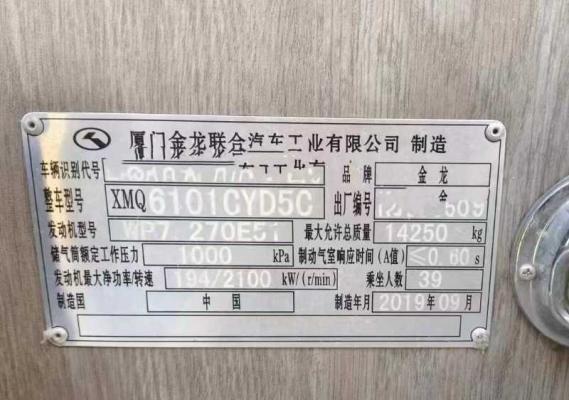 厦门金龙联合汽车工业有限公司 制造
车辆识别代号 品牌 金龙
整车型号 XMQ6101CYD5C 出厂编号
发动机型号 WP7.270E51 最大允许总质量 14250 kg
储气筒额定工作压力 1000 kPa 制动气室响应时间(A值) ≤0.60 s
发动机最大净功率/转速 194/2100 kW/(r/min) 乘坐人数 39
制造国 中国 制造年月 2019年09月